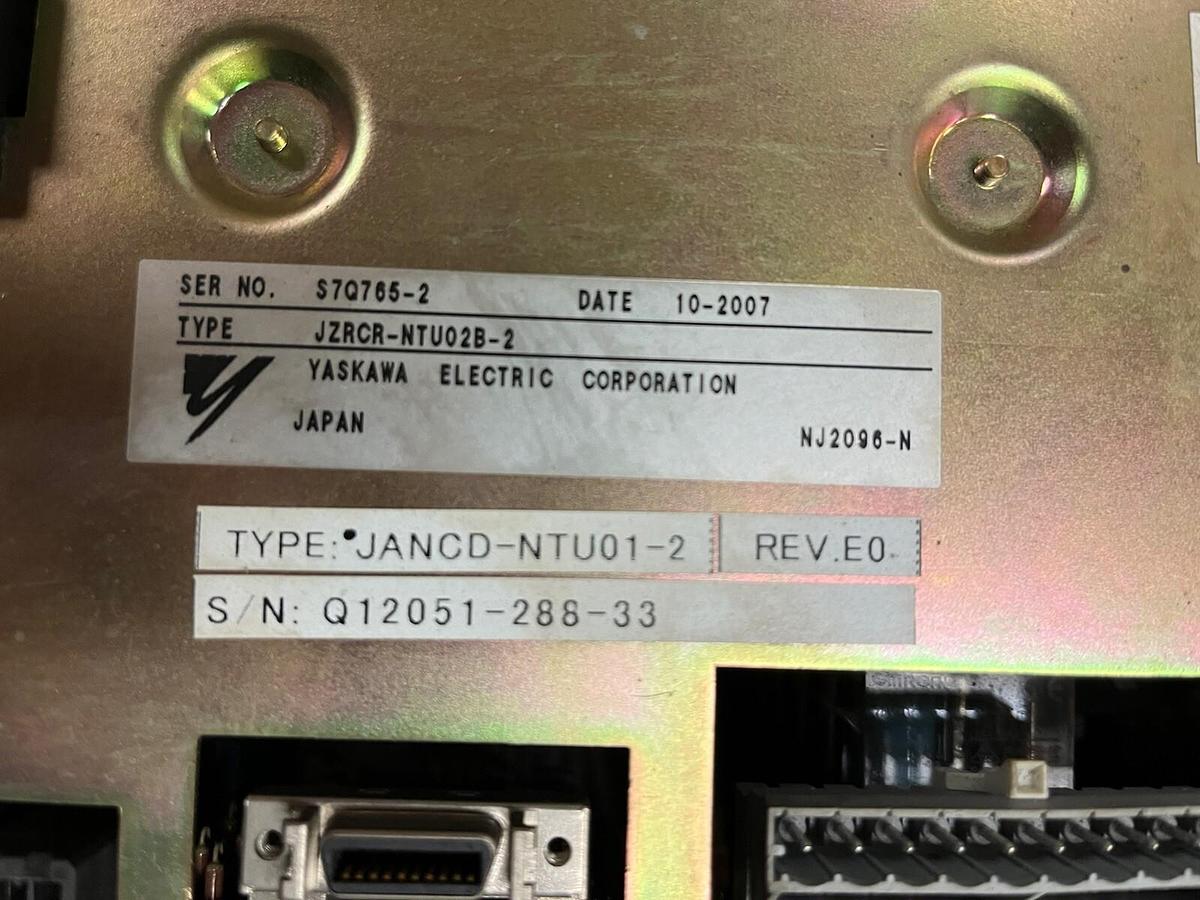 SER NO. S7Q765-2 DATE 10-2007
TYPE JZRCR-NTU02B-2
YASKAWA ELECTRIC CORPORATION
JAPAN
NJ2096-N
TYPE: JANCD-NTU01-2 REV.E0
S/N: Q12051-288-33